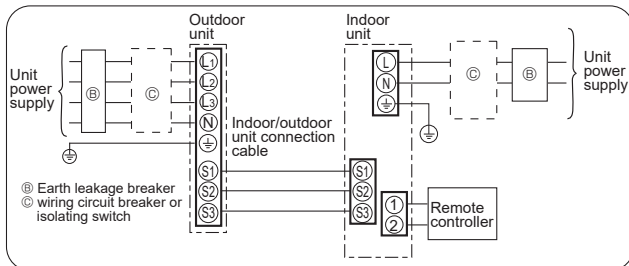 Outdoor
unit
Indoor
unit
Unit
power
supply
Ⓑ
Ⓒ
L1
L2
L3
N
S1
S2
S3
Indoor/outdoor
unit connection
cable
L
N
Ⓒ
Ⓑ
Unit
power
supply
S1
S2
S3
1
2
Remote
controller
Ⓑ Earth leakage breaker
Ⓒ wiring circuit breaker or
isolating switch